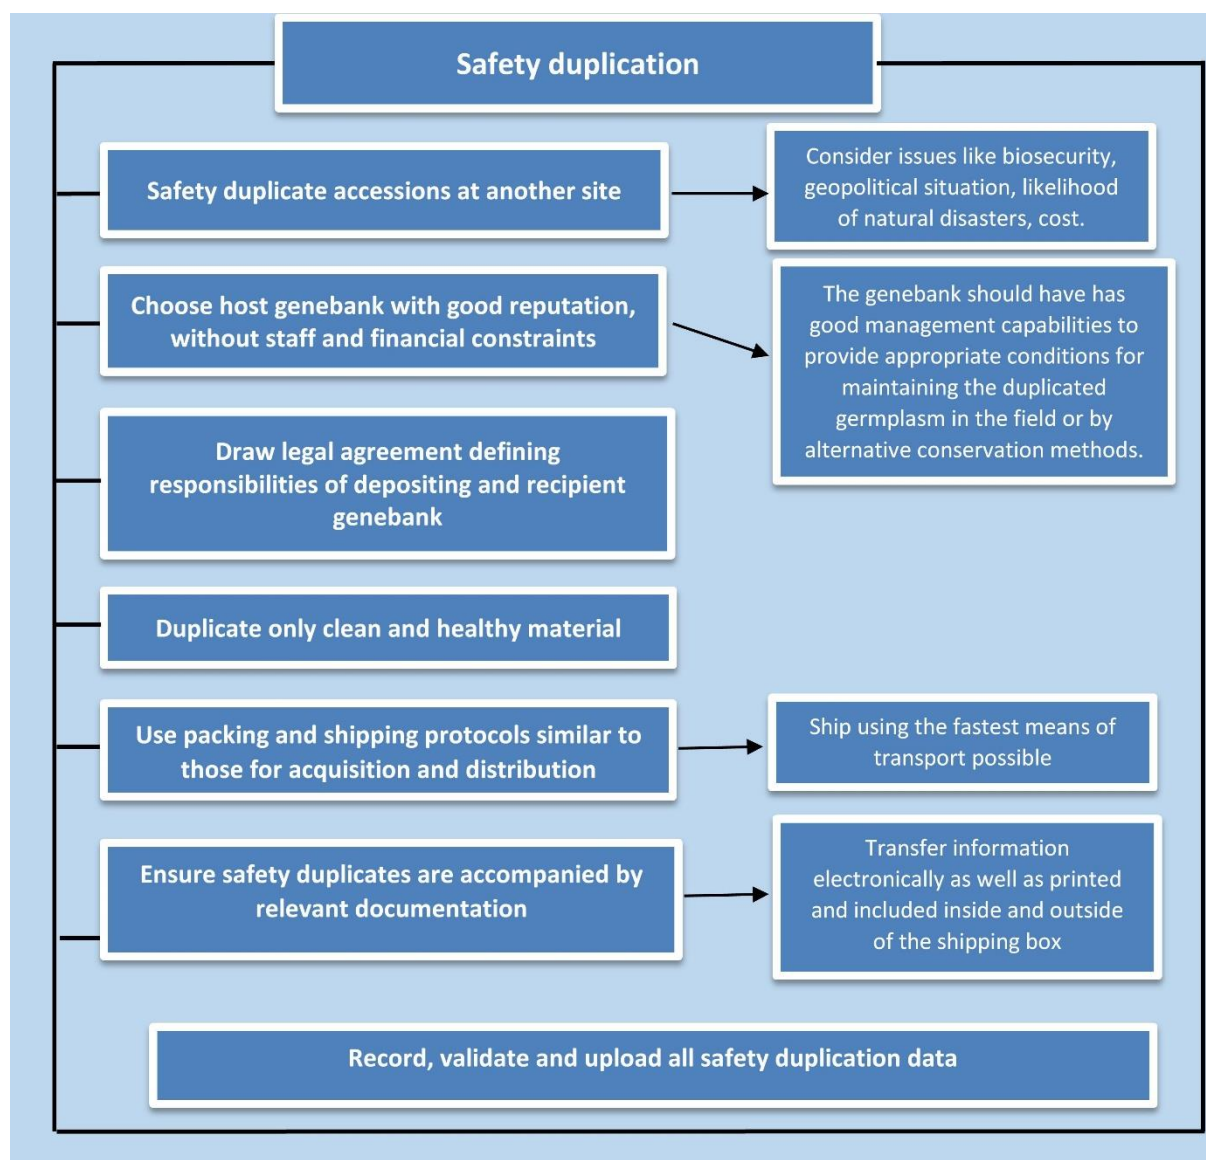 Safety duplication
Safety duplicate accessions at another site
Consider issues like biosecurity,
geopolitical situation, likelihood
of natural disasters, cost.
Choose host genebank with good reputation,
without staff and financial constraints
The genebank should have has
good management capabilities to
provide appropriate conditions for
maintaining the duplicated
germplasm in the field or by
alternative conservation methods.
Draw legal agreement defining
responsibilities of depositing and recipient
genebank
Duplicate only clean and healthy material
Use packing and shipping protocols similar to
those for acquisition and distribution
Ship using the fastest means of
transport possible
Ensure safety duplicates are accompanied by
relevant documentation
Transfer information
electronically as well as printed
and included inside and outside
of the shipping box
Record, validate and upload all safety duplication data